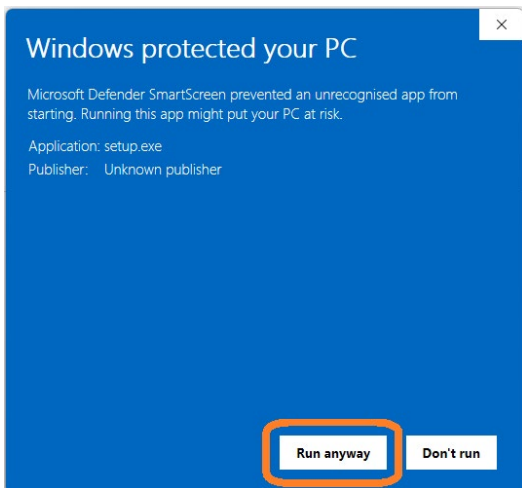 Windows protected your PC
Microsoft Defender SmartScreen prevented an unrecognised app from
starting. Running this app might put your PC at risk.
Application: setup.exe
Publisher: Unknown publisher
Run anyway
Don't run